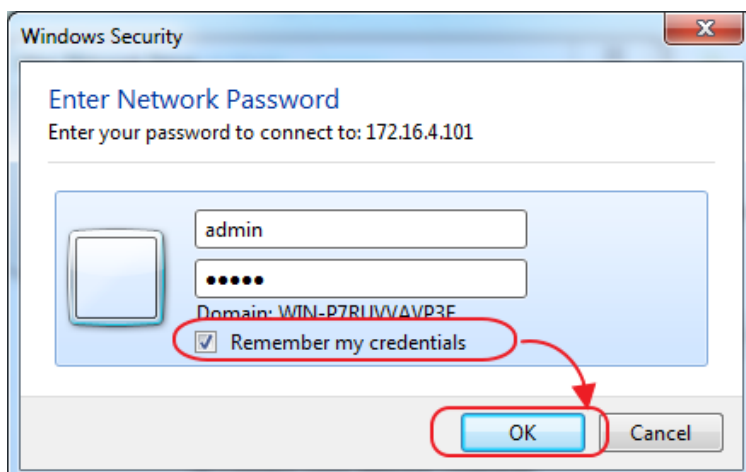 Windows Security
Enter Network Password
Enter your password to connect to: 172.16.4.101
admin
●●●●●
Domain: WIN-P7RUVVAVP3F
Remember my credentials
OK
Cancel